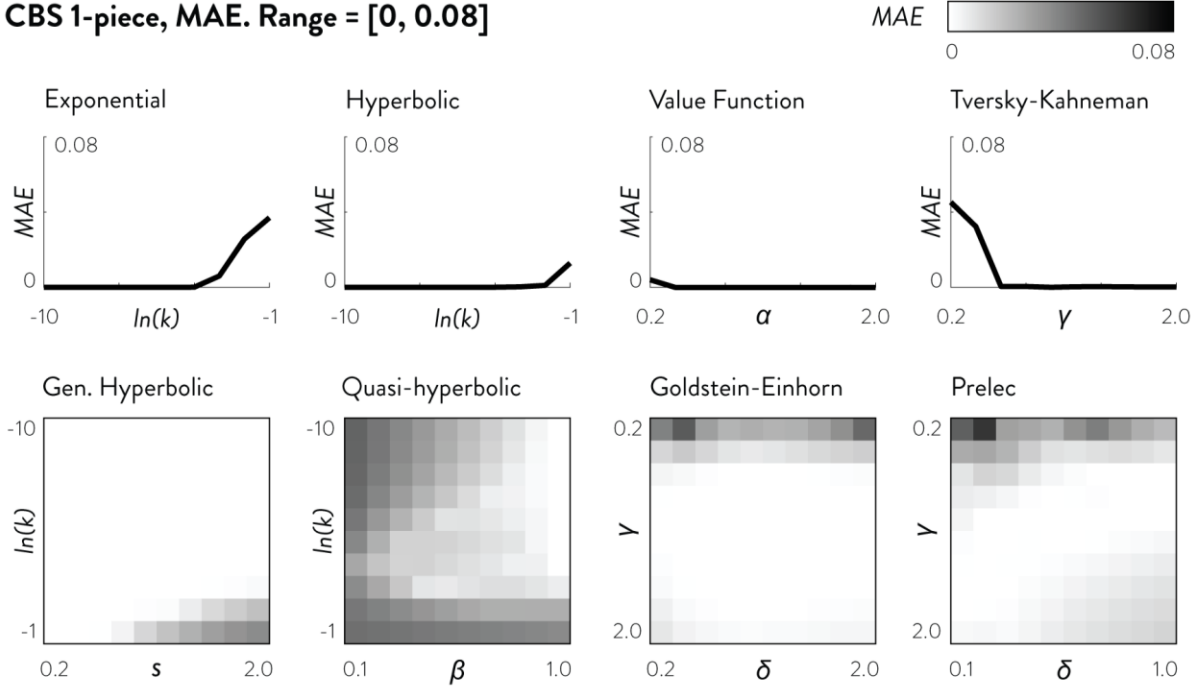 CBS 1-piece, MAE. Range = [0, 0.08]
MAE
0 0.08
Exponential
0.08
MAE
0
-10 ln(k) -1
Hyperbolic
0.08
MAE
0
-10 ln(k) -1
Value Function
0.08
MAE
0
0.2 α 2.0
Tversky-Kahneman
0.08
MAE
0
0.2 γ 2.0
Gen. Hyperbolic
-10
ln(k)
-1
0.2 s 2.0
Quasi-hyperbolic
-10
ln(k)
-1
0.1 β 1.0
Goldstein-Einhorn
0.2
γ
2.0
0.2 δ 2.0
Prelec
0.2
γ
2.0
0.1 δ 1.0